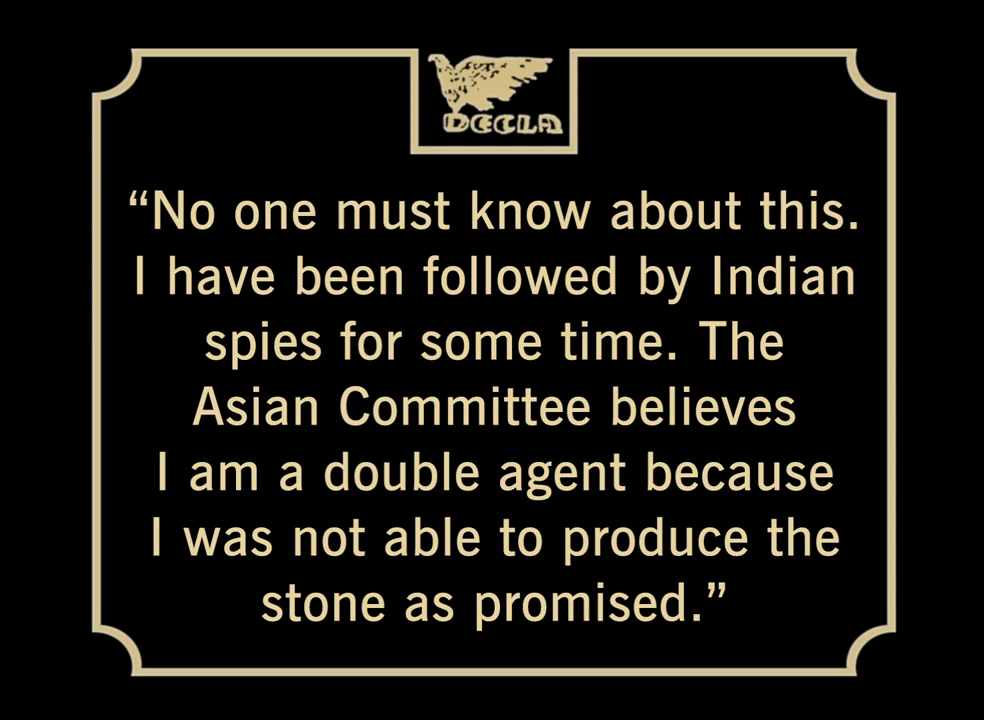 DECLA
“No one must know about this.
I have been followed by Indian
spies for some time. The
Asian Committee believes
I am a double agent because
I was not able to produce the
stone as promised.”